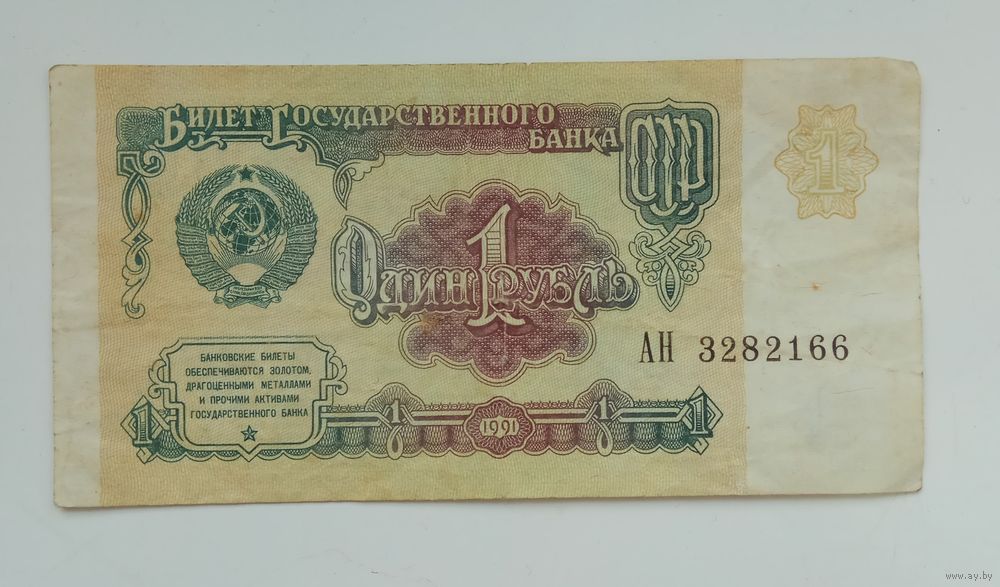 Билет Государственного
Банка
СССР
1
Один 1 рубль
АН 3282166
БАНКОВСКИЕ БИЛЕТЫ
ОБЕСПЕЧИВАЮТСЯ ЗОЛОТОМ,
ДРАГОЦЕННЫМИ МЕТАЛЛАМИ
И ПРОЧИМИ АКТИВАМИ
ГОСУДАРСТВЕННОГО БАНКА
1 1 1991 1 1
www.ay.by